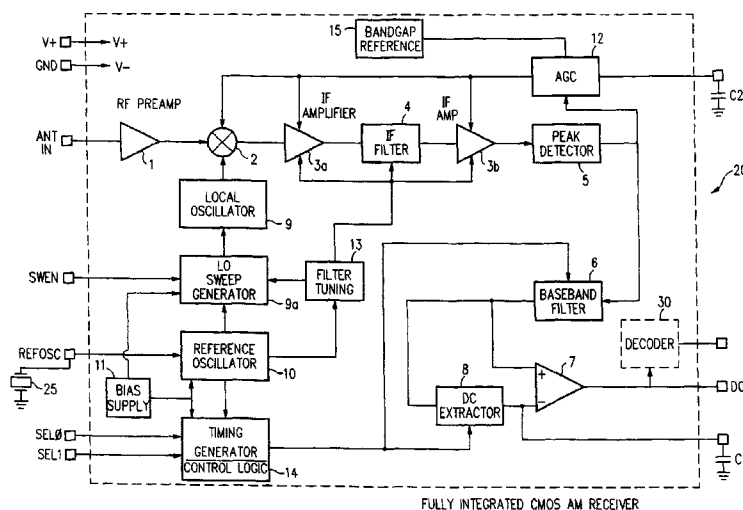 15
BANDGAP
REFERENCE
12
AGC
C2
V+
V+
GND
V-
RF PREAMP
IF
AMPLIFIER
4
IF
AMP
ANT
IN
1
2
3a
IF
FILTER
3b
PEAK
DETECTOR
5
20
LOCAL
OSCILLATOR
9
13
SWEN
LO
SWEEP
GENERATOR
9a
FILTER
TUNING
6
BASEBAND
FILTER
30
DECODER
REFOSC
REFERENCE
OSCILLATOR
10
25
11
BIAS
SUPPLY
8
DC
EXTRACTOR
+
-
7
DO
SELØ
SEL1
TIMING
GENERATOR
CONTROL LOGIC
14
C
FULLY INTEGRATED CMOS AM RECEIVER